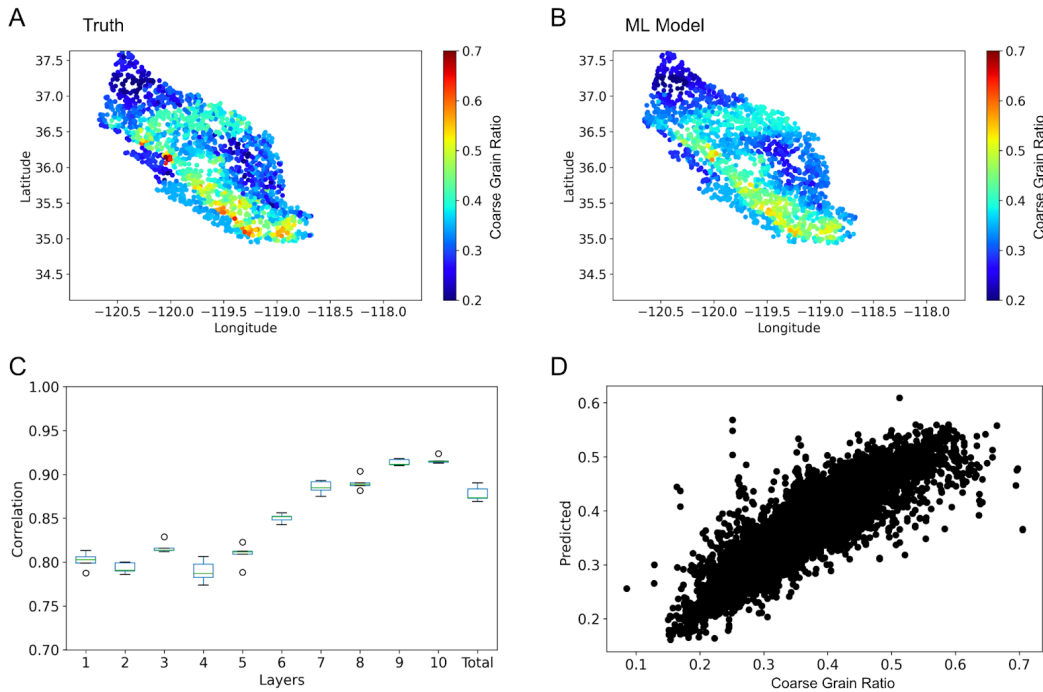 A
Truth
37.5
37.0
36.5
36.0
35.5
35.0
34.5
Latitude
−120.5 −120.0 −119.5 −119.0 −118.5 −118.0
Longitude
0.7
0.6
0.5
0.4
0.3
0.2
Coarse Grain Ratio
B
ML Model
37.5
37.0
36.5
36.0
35.5
35.0
34.5
Latitude
−120.5 −120.0 −119.5 −119.0 −118.5 −118.0
Longitude
0.7
0.6
0.5
0.4
0.3
0.2
Coarse Grain Ratio
C
1.00
0.95
0.90
0.85
0.80
0.75
0.70
Correlation
1 2 3 4 5 6 7 8 9 10 Total
Layers
D
0.6
0.5
0.4
0.3
0.2
Predicted
0.1 0.2 0.3 0.4 0.5 0.6 0.7
Coarse Grain Ratio